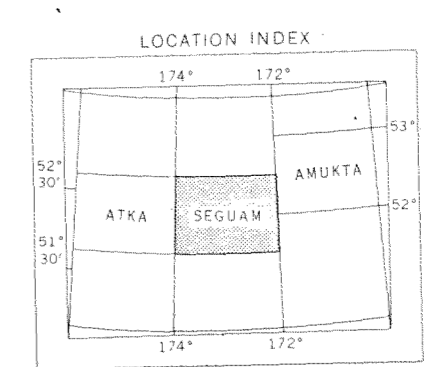 LOCATION INDEX
174° 172°
53°
52°
30'
AMUKTA
ATKA SEGUAM
52°
51°
30'
174° 172°